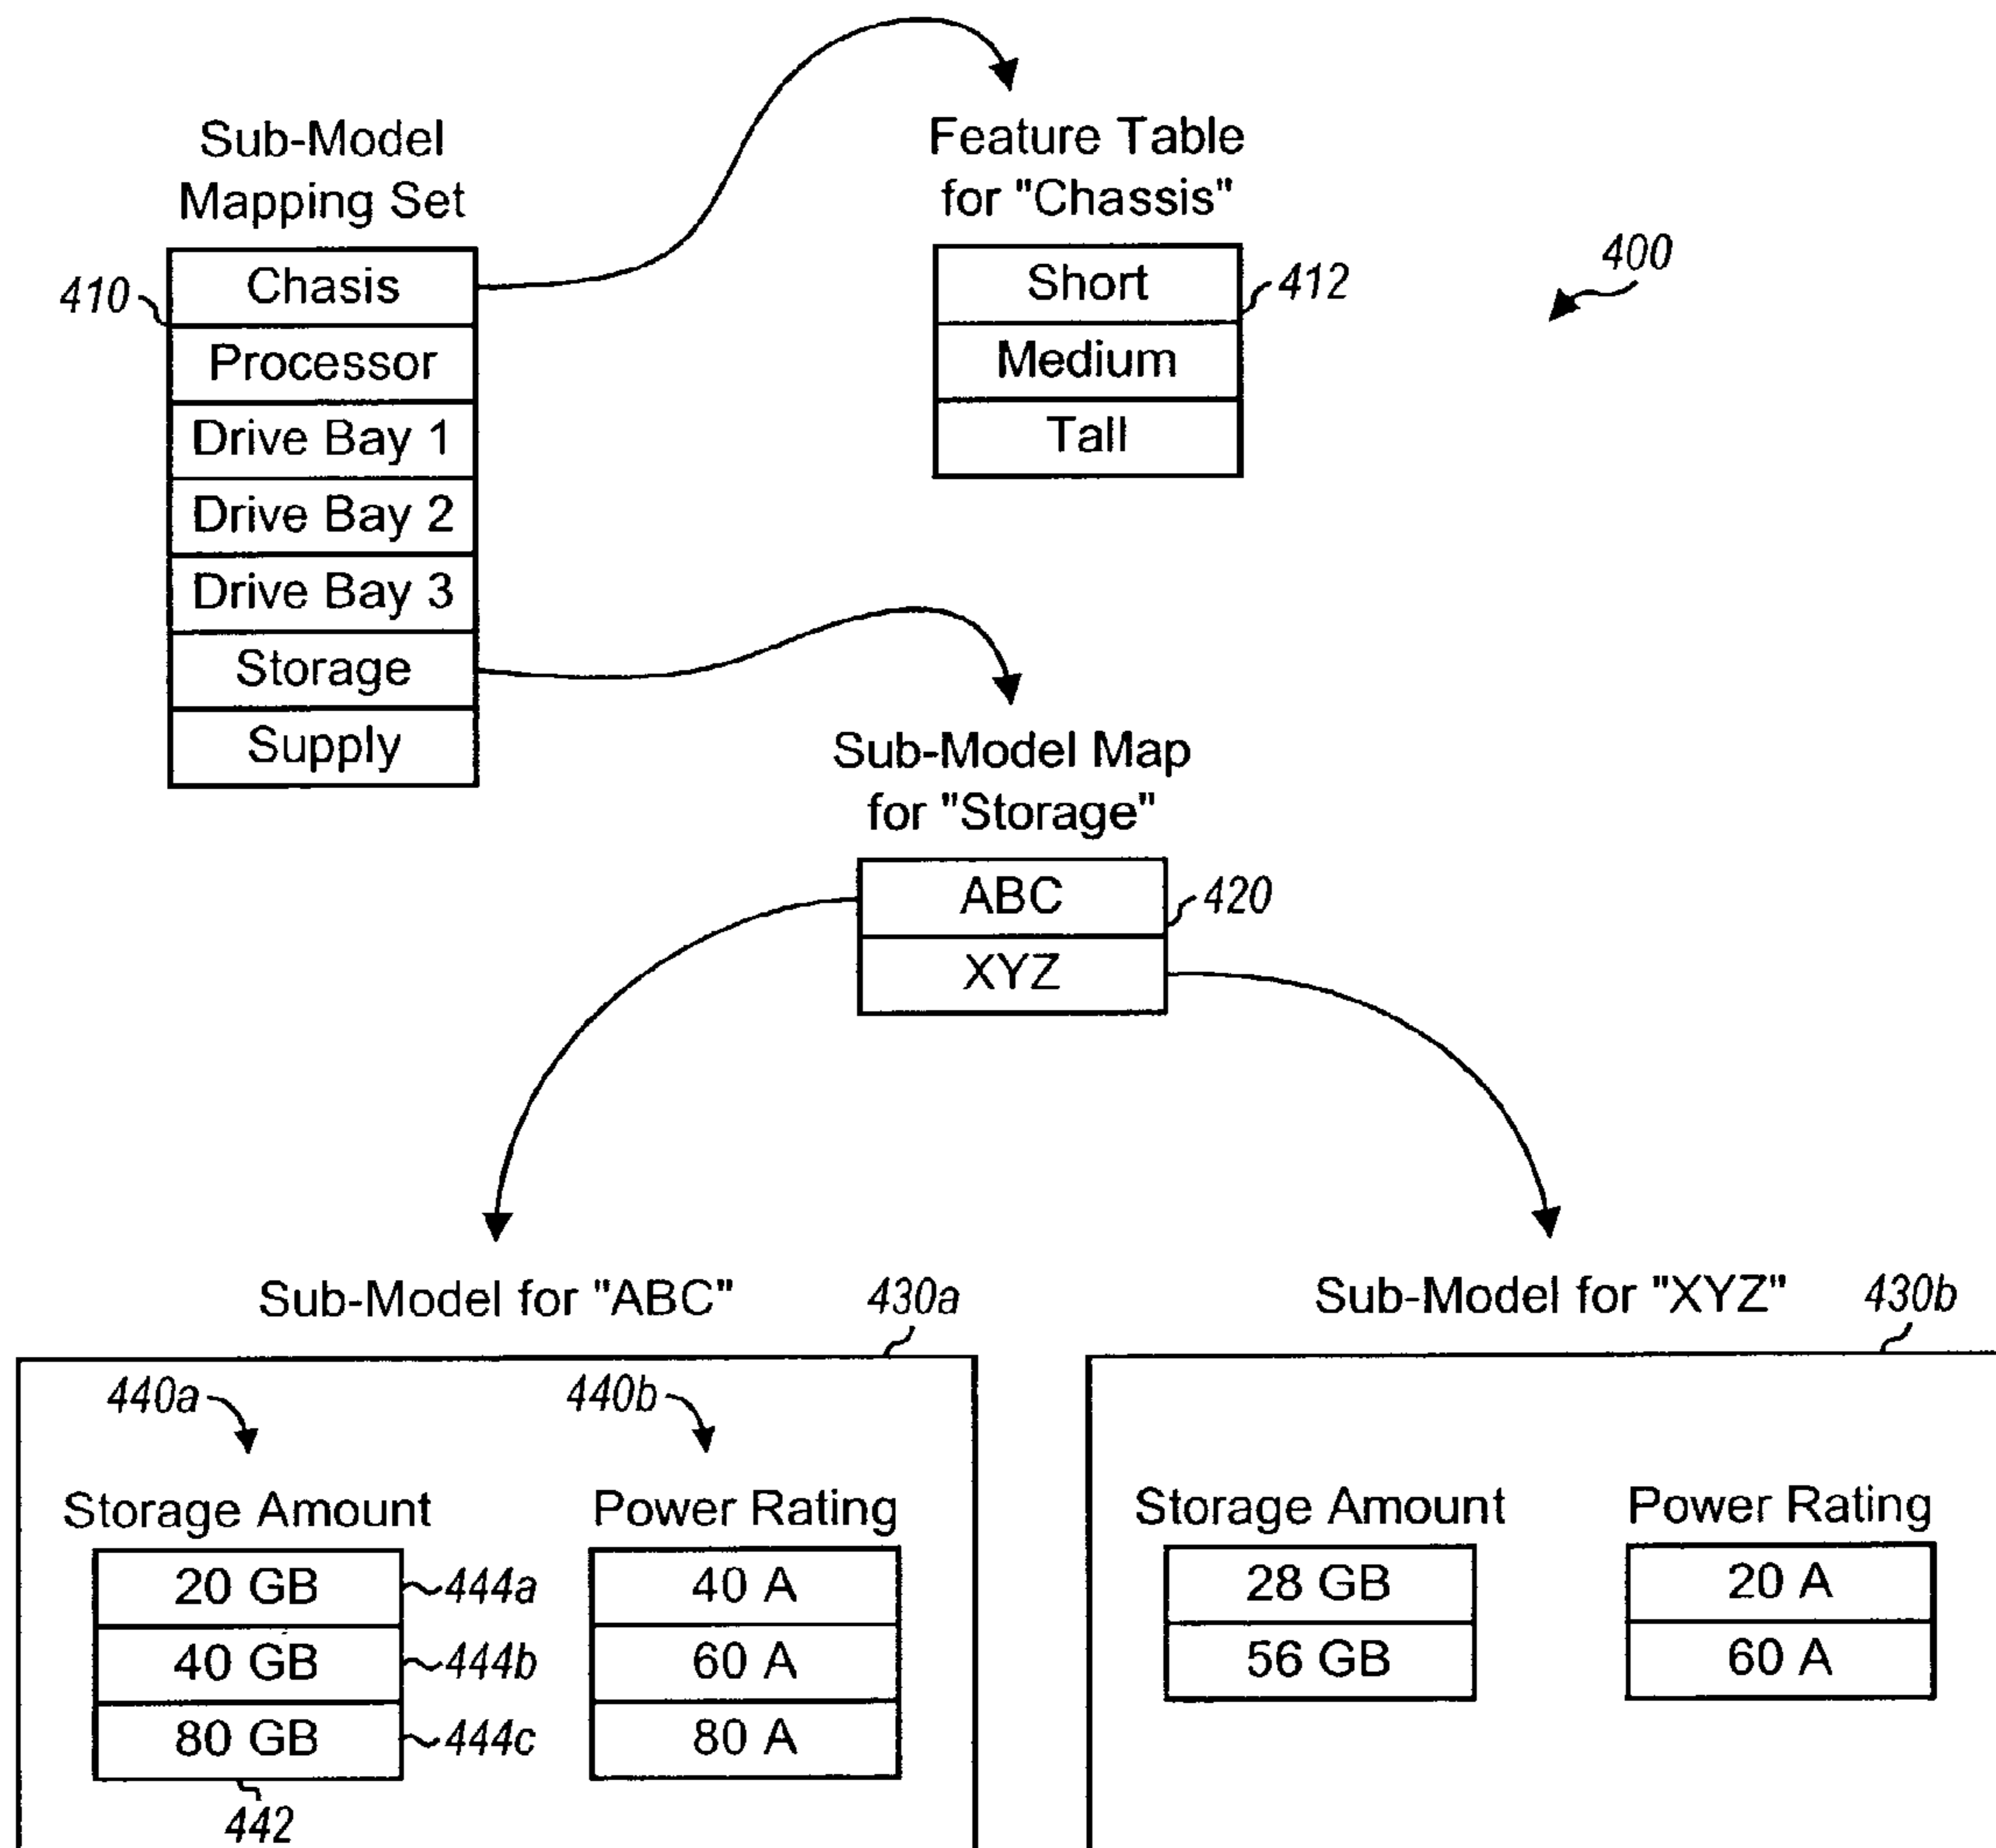 Sub-Model
Mapping Set
410
Chasis
Processor
Drive Bay 1
Drive Bay 2
Drive Bay 3
Storage
Supply
Feature Table
for "Chassis"
Short
Medium
Tall
412
400
Sub-Model Map
for "Storage"
ABC
XYZ
420
Sub-Model for "ABC"
430a
440a
440b
Storage Amount
Power Rating
20 GB
444a
40 A
40 GB
444b
60 A
80 GB
444c
80 A
442
Sub-Model for "XYZ"
430b
Storage Amount
Power Rating
28 GB
20 A
56 GB
60 A